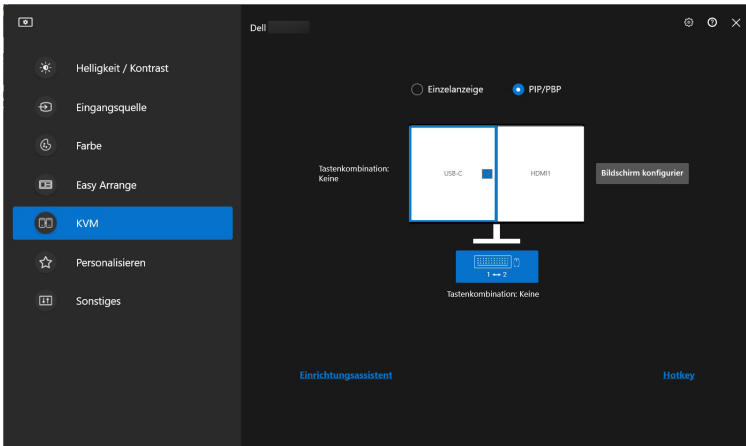 Dell
Helligkeit / Kontrast
Eingangsquelle
Farbe
Easy Arrange
KVM
Personalisieren
Sonstiges
Einzelanzeige
PIP/PBP
Tastenkombination:
Keine
USB-C
HDMI1
Bildschirm konfigurier
1 ↔ 2
Tastenkombination: Keine
Einrichtungsassistent
Hotkey